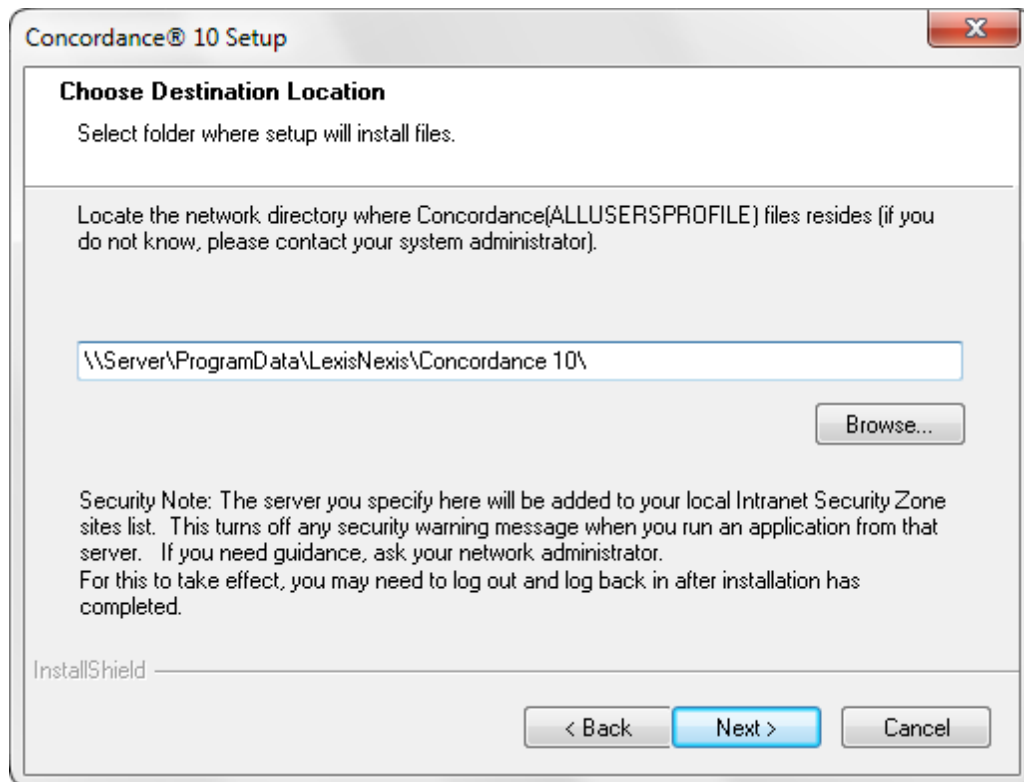 Concordance® 10 Setup
Choose Destination Location
Select folder where setup will install files.
Locate the network directory where Concordance(ALLUSERSPROFILE) files resides (if you
do not know, please contact your system administrator).
\\Server\ProgramData\LexisNexis\Concordance 10\
Browse...
Security Note: The server you specify here will be added to your local Intranet Security Zone
sites list.  This turns off any security warning message when you run an application from that
server.   If you need guidance, ask your network administrator.
For this to take effect, you may need to log out and log back in after installation has
completed.
InstallShield
< Back Next > Cancel